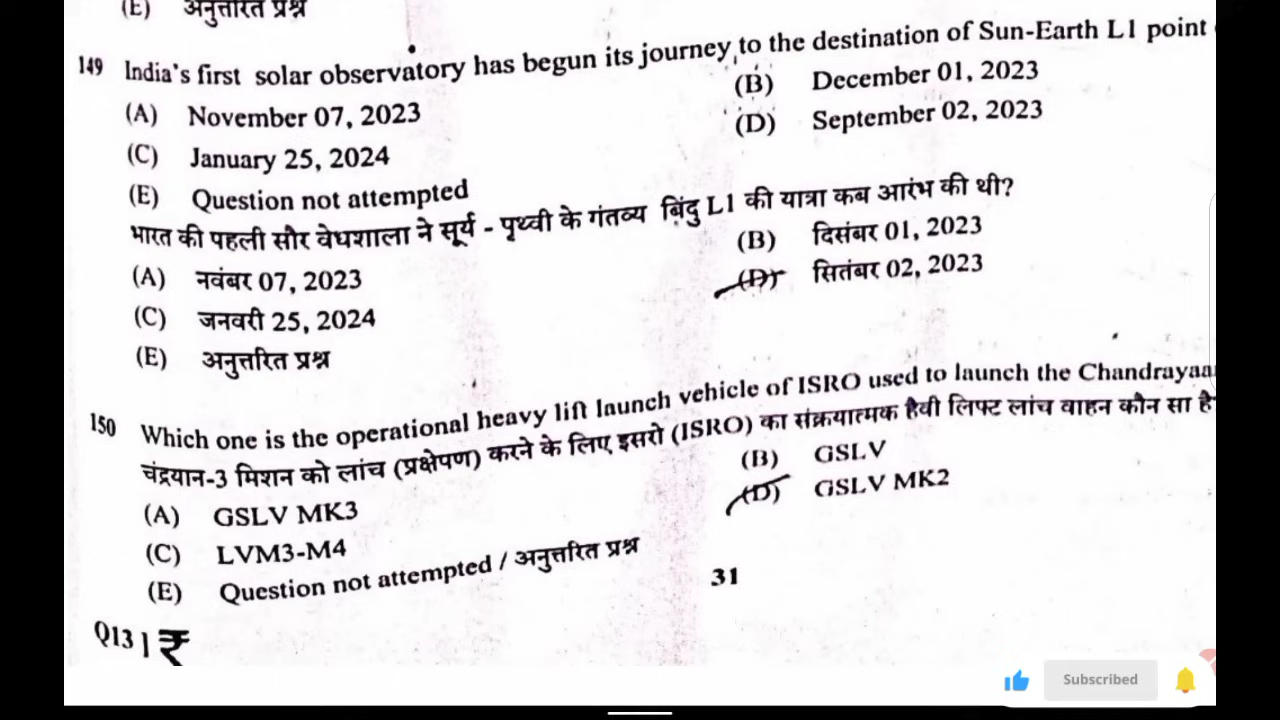 (E) अनुत्तरित प्रश्न
149 India's first solar observatory has begun its journey to the destination of Sun-Earth L1 point
(A) November 07, 2023 (B) December 01, 2023
(C) January 25, 2024 (D) September 02, 2023
(E) Question not attempted
भारत की पहली सौर वेधशाला ने सूर्य - पृथ्वी के गंतव्य बिंदु L1 की यात्रा कब आरंभ की थी?
(A) नवंबर 07, 2023 (B) दिसंबर 01, 2023
(C) जनवरी 25, 2024 (D) सितंबर 02, 2023
(E) अनुत्तरित प्रश्न
150 Which one is the operational heavy lift launch vehicle of ISRO used to launch the Chandrayaa
चंद्रयान-3 मिशन को लांच (प्रक्षेपण) करने के लिए इसरो (ISRO) का संक्रयात्मक हैवी लिफ्ट लांच वाहन कौन सा है
(A) GSLV MK3 (B) GSLV
(C) LVM3-M4 (D) GSLV MK2
(E) Question not attempted / अनुत्तरित प्रश्न
31
Q13 | ₹
Subscribed